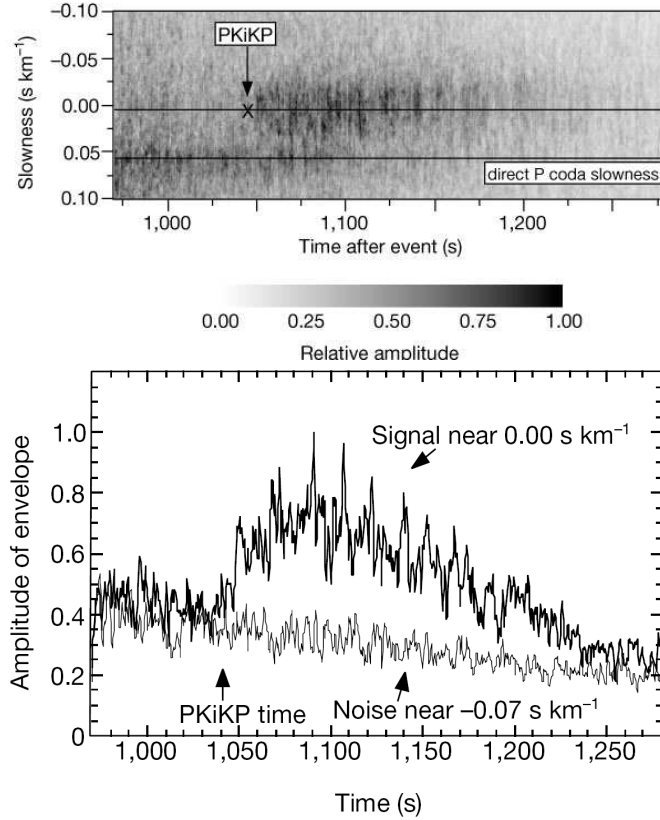 –0.10
PKiKP
–0.05
0.00
0.05
0.10
Slowness (s km⁻¹)
direct P coda slowness
1,000 1,100 1,200
Time after event (s)
0.00 0.25 0.50 0.75 1.00
Relative amplitude
1.0
0.8
0.6
0.4
0.2
0
Amplitude of envelope
Signal near 0.00 s km⁻¹
PKiKP time
Noise near –0.07 s km⁻¹
1,000 1,050 1,100 1,150 1,200 1,250
Time (s)